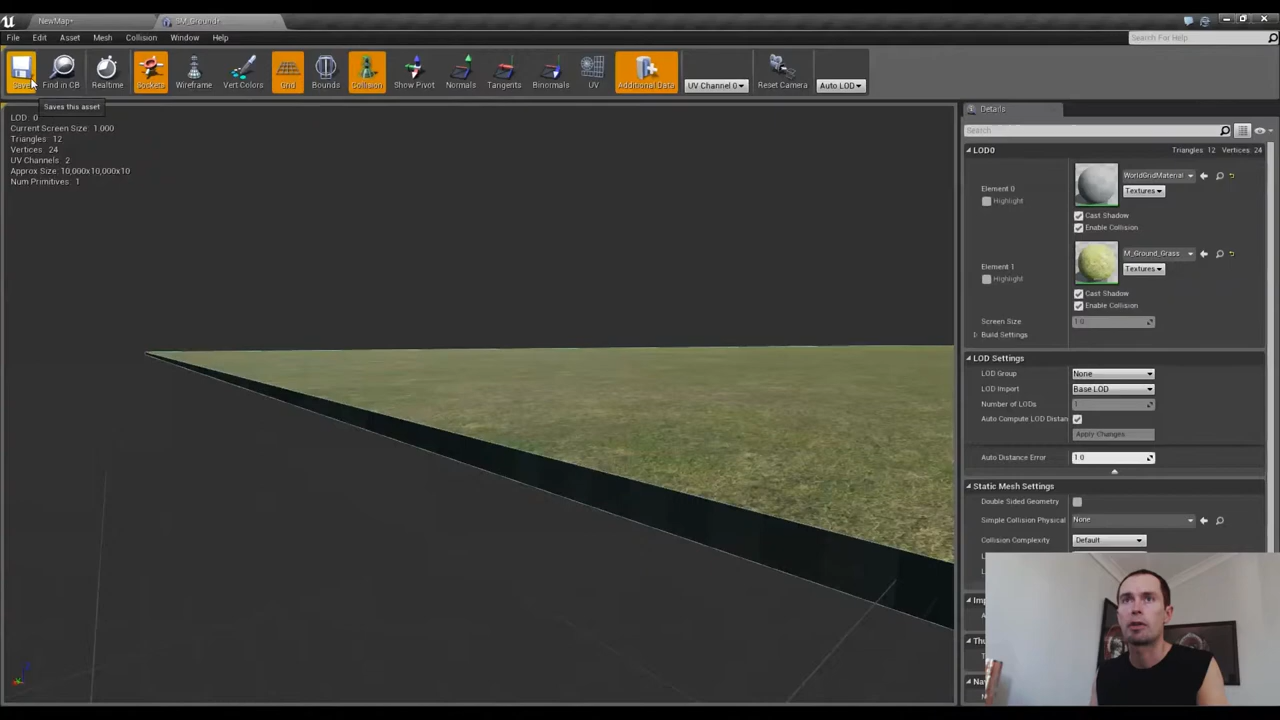 NewMap*
SM_Ground*
File Edit Asset Mesh Collision Window Help
Search For Help
Save Find in CB Realtime Sockets Wireframe Vert Colors Grid Bounds Collision Show Pivot Normals Tangents Binormals UV Additional Data UV Channel 0 Reset Camera Auto LOD
Saves this asset
LOD: 0
Current Screen Size: 1.000
Triangles: 12
Vertices: 24
UV Channels: 2
Approx Size: 10,000x10,000x10
Num Primitives: 1
Details
Search
LOD0 Triangles: 12 Vertices: 24
Element 0
Highlight
WorldGridMaterial
Textures
Cast Shadow
Enable Collision
Element 1
Highlight
M_Ground_Grass
Textures
Cast Shadow
Enable Collision
Screen Size 1.0
Build Settings
LOD Settings
LOD Group None
LOD Import Base LOD
Number of LODs 1
Auto Compute LOD Distan
Apply Changes
Auto Distance Error 1.0
Static Mesh Settings
Double Sided Geometry
Simple Collision Physical None
Collision Complexity Default